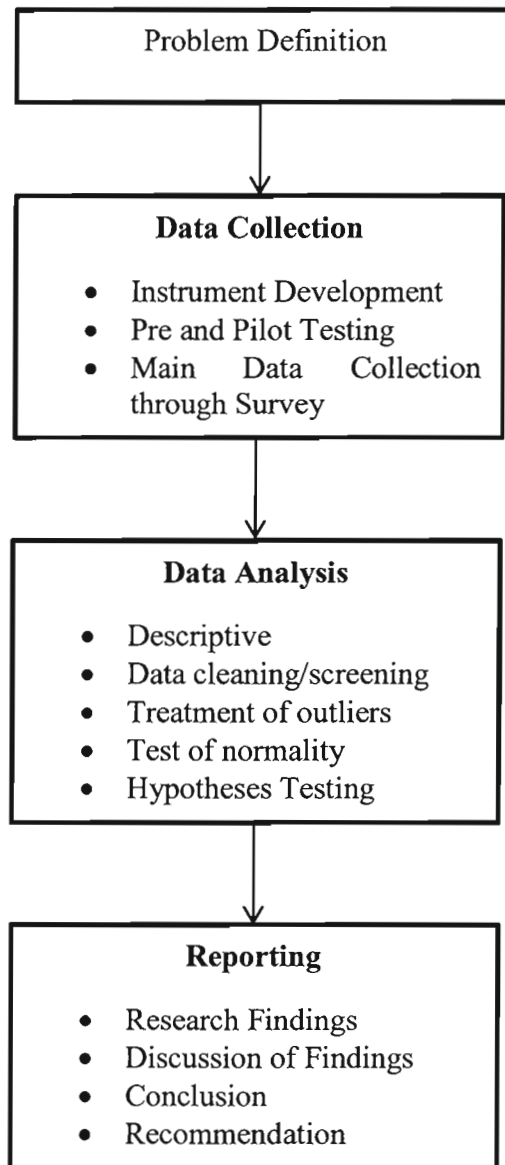 Problem Definition
Data Collection
• Instrument Development
• Pre and Pilot Testing
• Main Data Collection
through Survey
Data Analysis
• Descriptive
• Data cleaning/screening
• Treatment of outliers
• Test of normality
• Hypotheses Testing
Reporting
• Research Findings
• Discussion of Findings
• Conclusion
• Recommendation